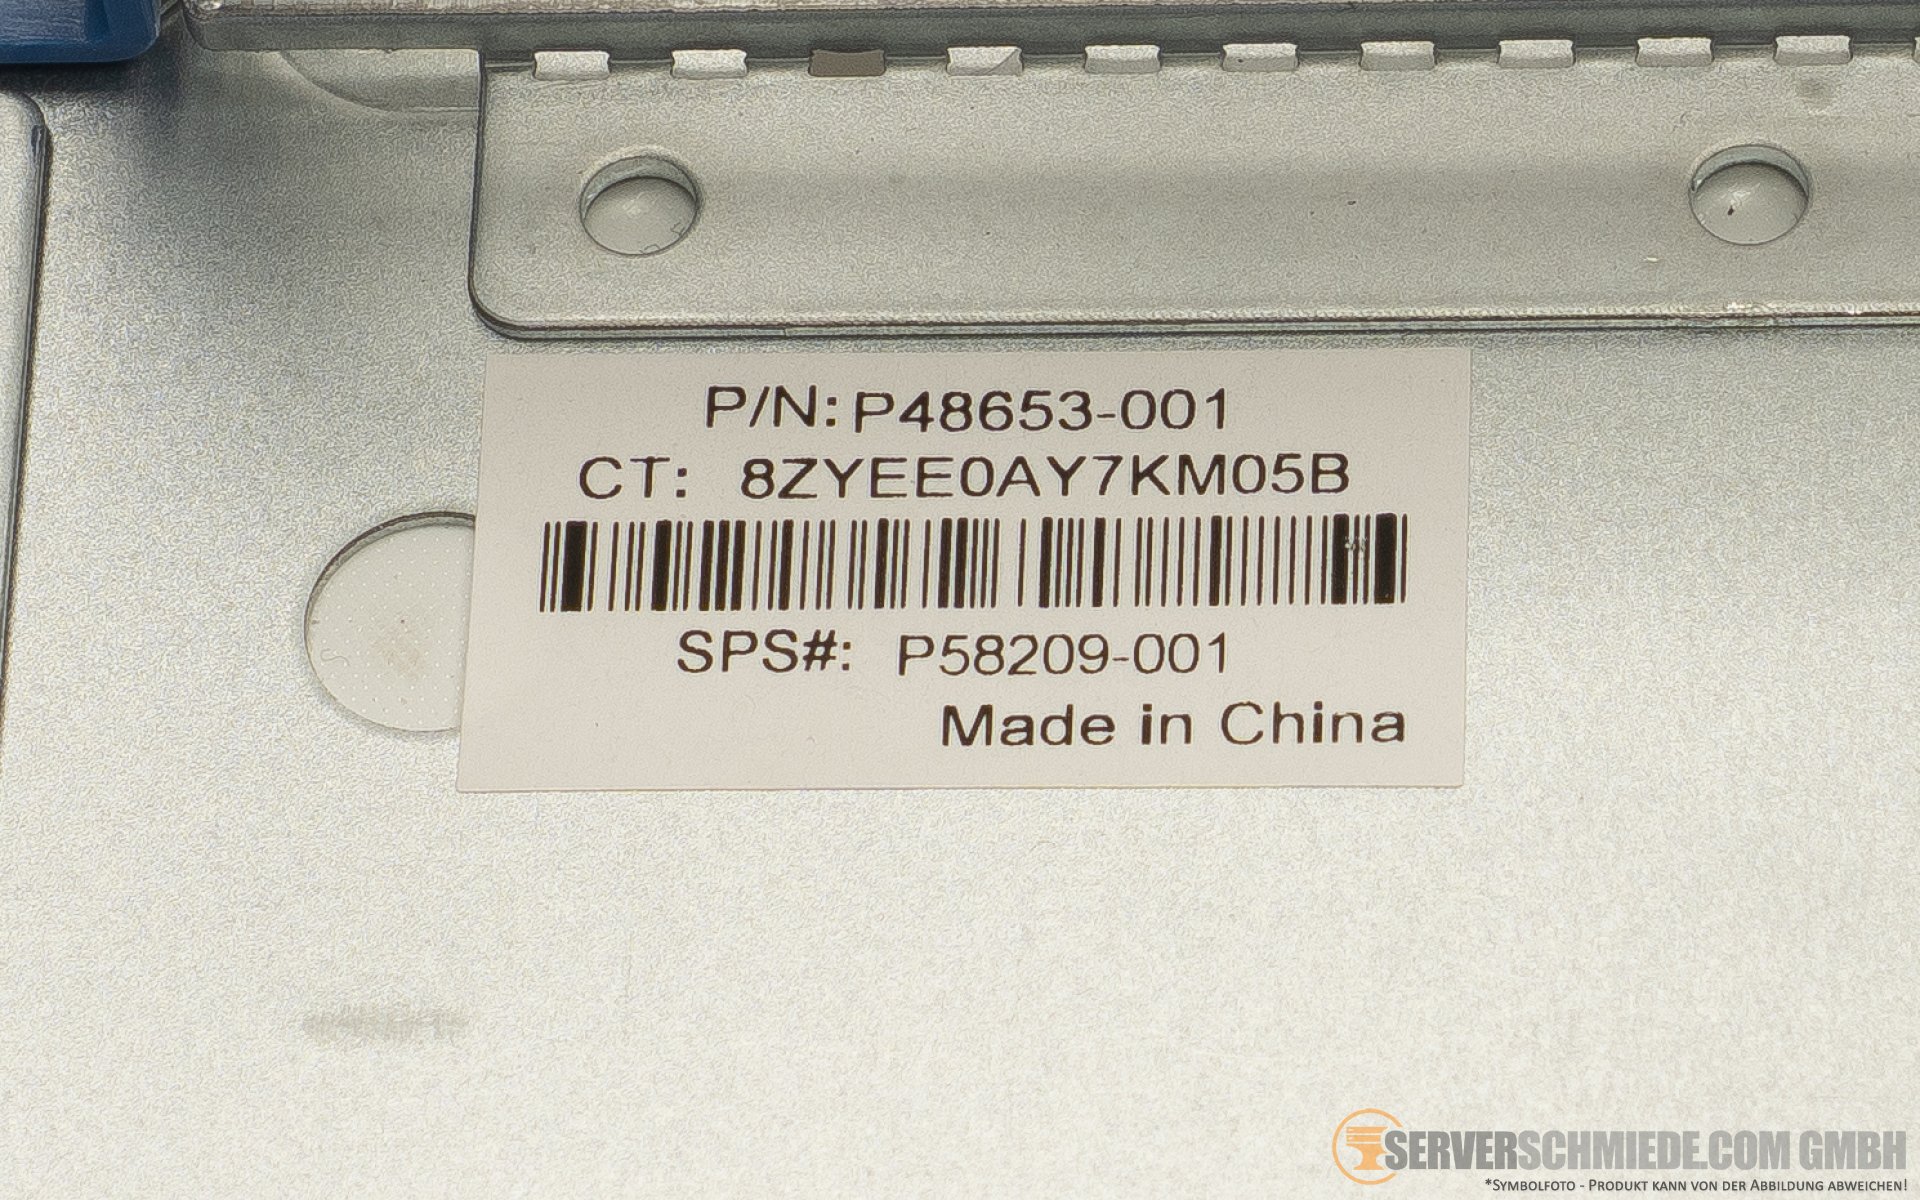 P/N: P48653-001
CT: 8ZYEE0AY7KM05B
SPS#: P58209-001
Made in China
SERVERSCHMIEDE.COM GMBH
*Symbolfoto - Produkt kann von der Abbildung abweichen!